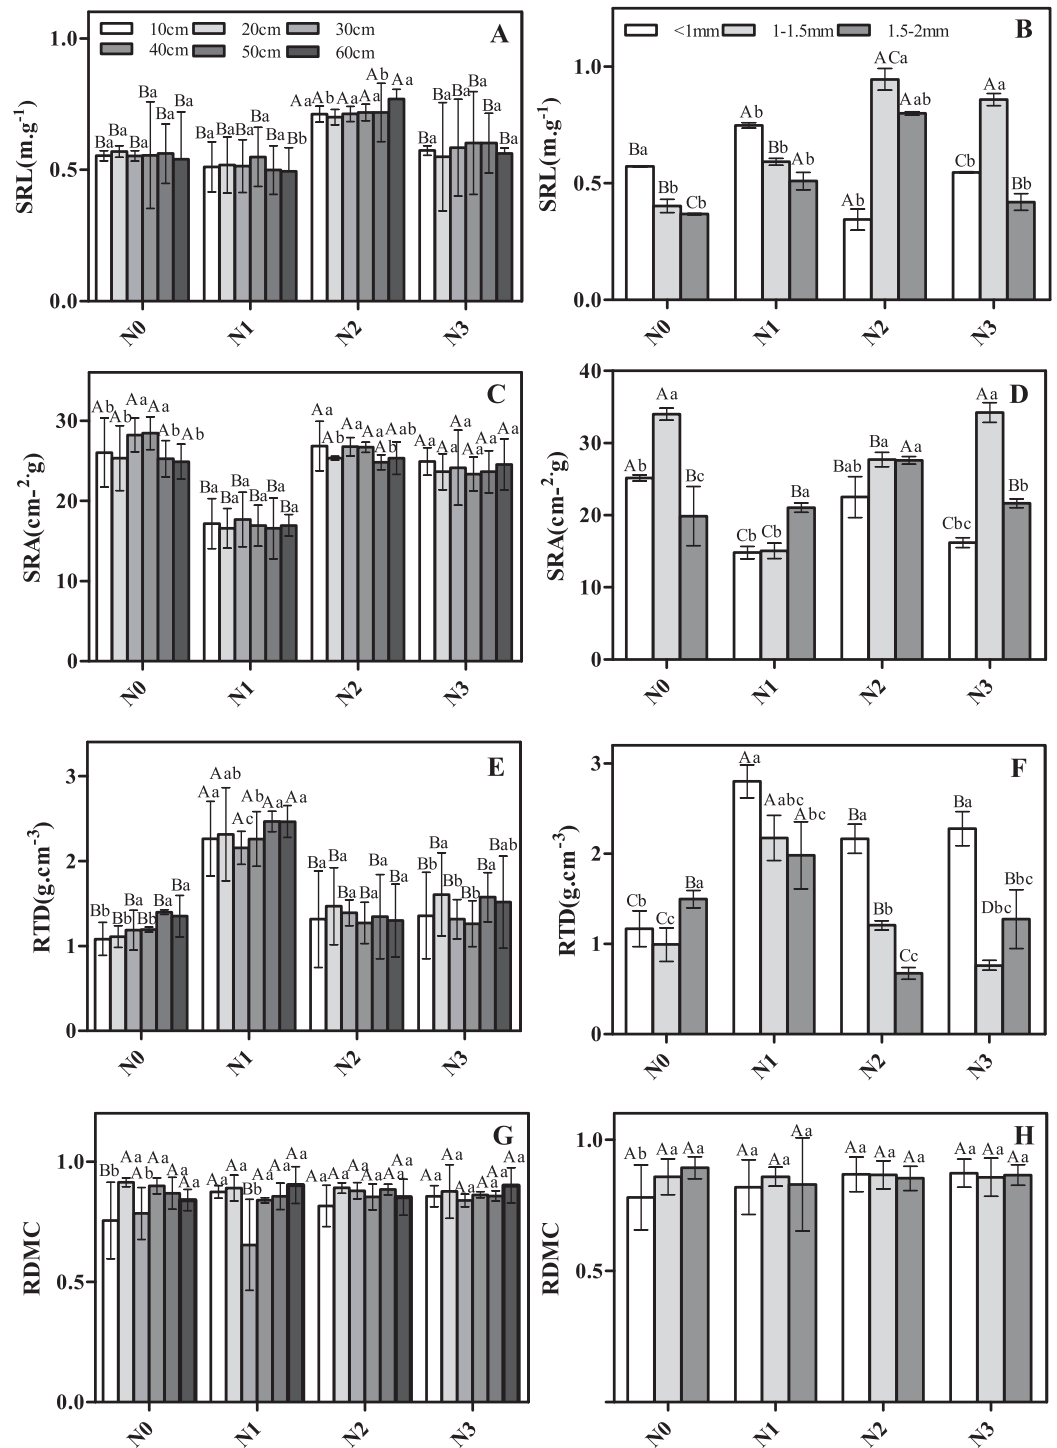 10cm 20cm 30cm
40cm 50cm 60cm
A
SRL(m.g-1)
1.0
0.5
0.0
Ba Ba Ba Ba Ba Ba
Ba Ba Ba Ba Ba Bb
Aa Ab Aa Aa Ab Aa
Ba Ba Ba Ba Ba Ba
N0 N1 N2 N3
<1mm 1-1.5mm 1.5-2mm
B
SRL(m.g-1)
1.0
0.5
0.0
Ba Bb Cb
Ab Bb Ab
Ab ACa Aab
Cb Aa Bb
N0 N1 N2 N3
C
SRA(cm-2.g)
30
20
10
0
Ab Ab Aa Aa Ab Ab
Ba Ba Ba Ba Ba Ba
Aa Ab Aa Aa Ab Aab
Aa Aa Aa Aa Aa Aa
N0 N1 N2 N3
D
SRA(cm-2.g)
40
30
20
10
0
Ab Aa Bc
Cb Cb Ba
Bab Ba Aa
Cbc Aa Bb
N0 N1 N2 N3
E
RTD(g.cm-3)
3
2
1
0
Bb Bb Ba Bb Ba Ba
Aa Aab Ac Ab Aa Aa
Ba Ba Ba Ba Ba Ba
Bb Ba Bb Bb Ba Bab
N0 N1 N2 N3
F
RTD(g.cm-3)
3
2
1
0
Cb Cc Ba
Aa Aabc Abc
Ba Bb Cc
Ba Dbc Bbc
N0 N1 N2 N3
G
RDMC
1.0
0.5
0.0
Bb Aa Ab Aa Aa Aa
Aa Aa Bb Aa Aa Aa
Aa Aa Aa Aa Aa Aa
Aa Aa Aa Aa Aa Aa
N0 N1 N2 N3
H
RDMC
1.0
0.5
Ab Aa Aa
Aa Aa Aa
Aa Aa Aa
Aa Aa Aa
N0 N1 N2 N3